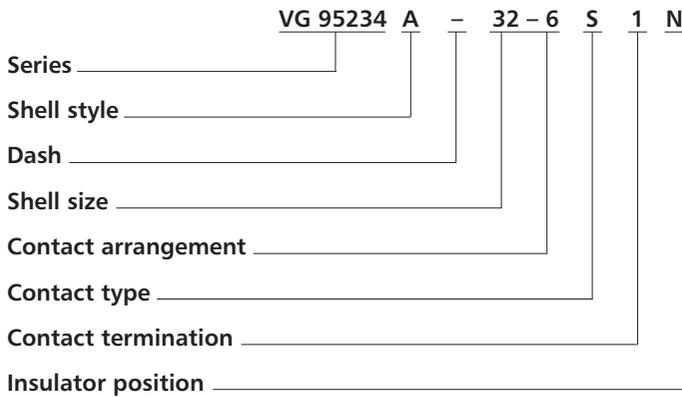 VG 95234 A – 32 – 6 S 1 N
Series
Shell style
Dash
Shell size
Contact arrangement
Contact type
Contact termination
Insulator position